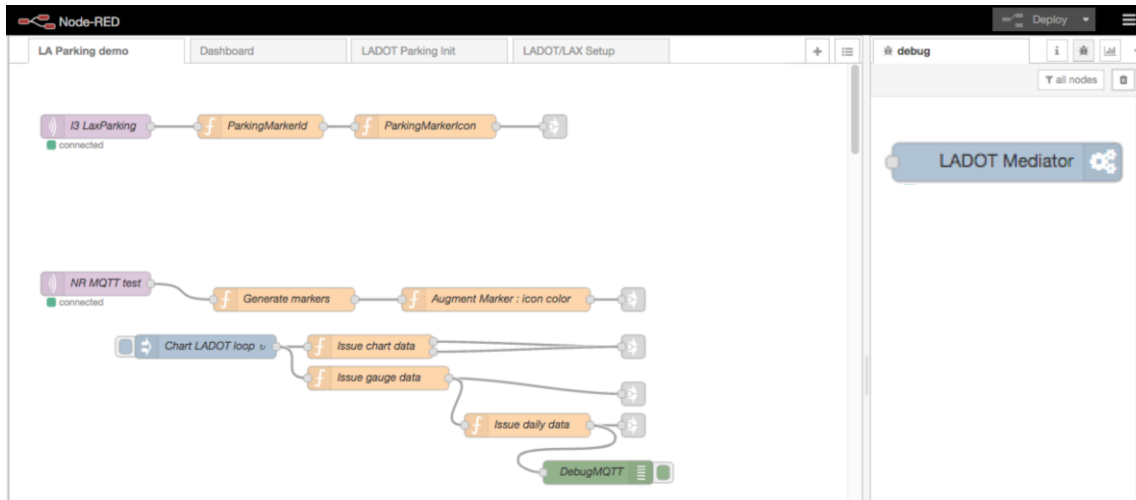 Node-RED
Deploy
LA Parking demo
Dashboard
LADOT Parking Init
LADOT/LAX Setup
+
debug
i
all nodes
I3 LaxParking
ParkingMarkerId
ParkingMarkerIcon
connected
LADOT Mediator
NR MQTT test
connected
Generate markers
Augment Marker : icon color
Chart LADOT loop ↻
Issue chart data
Issue gauge data
Issue daily data
DebugMQTT